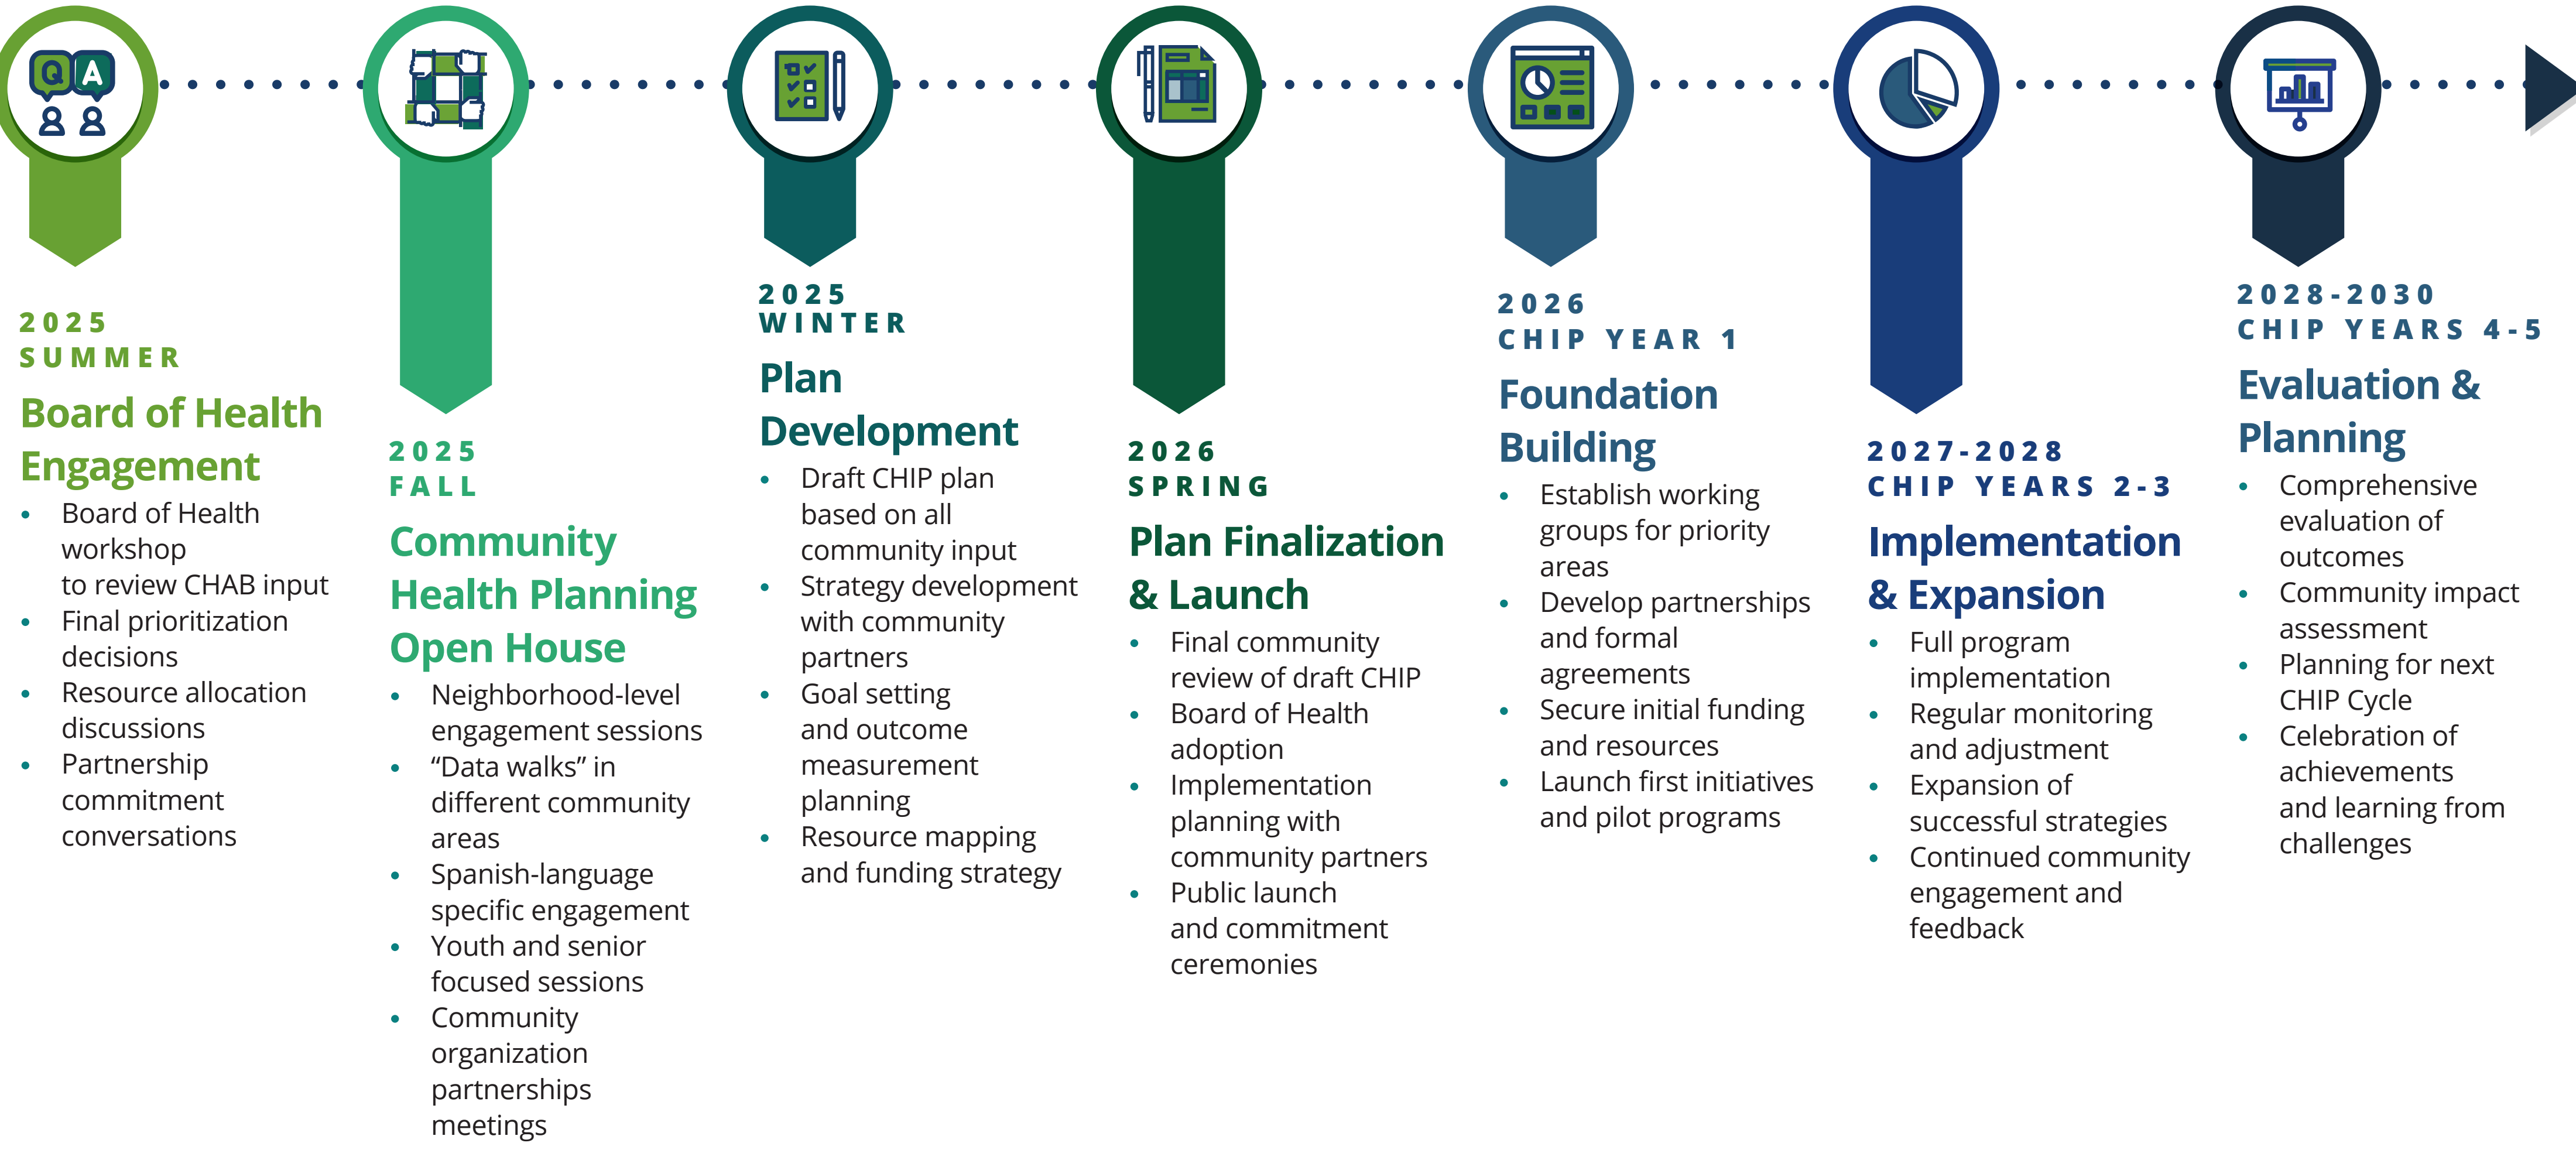 Q A
2025
SUMMER
Board of Health
Engagement
• Board of Health
workshop
to review CHAB input
• Final prioritization
decisions
• Resource allocation
discussions
• Partnership
commitment
conversations
2025
FALL
Community
Health Planning
Open House
• Neighborhood-level
engagement sessions
• “Data walks” in
different community
areas
• Spanish-language
specific engagement
• Youth and senior
focused sessions
• Community
organization
partnerships
meetings
2025
WINTER
Plan
Development
• Draft CHIP plan
based on all
community input
• Strategy development
with community
partners
• Goal setting
and outcome
measurement
planning
• Resource mapping
and funding strategy
2026
SPRING
Plan Finalization
& Launch
• Final community
review of draft CHIP
• Board of Health
adoption
• Implementation
planning with
community partners
• Public launch
and commitment
ceremonies
2026
CHIP YEAR 1
Foundation
Building
• Establish working
groups for priority
areas
• Develop partnerships
and formal
agreements
• Secure initial funding
and resources
• Launch first initiatives
and pilot programs
2027-2028
CHIP YEARS 2-3
Implementation
& Expansion
• Full program
implementation
• Regular monitoring
and adjustment
• Expansion of
successful strategies
• Continued community
engagement and
feedback
2028-2030
CHIP YEARS 4-5
Evaluation &
Planning
• Comprehensive
evaluation of
outcomes
• Community impact
assessment
• Planning for next
CHIP Cycle
• Celebration of
achievements
and learning from
challenges